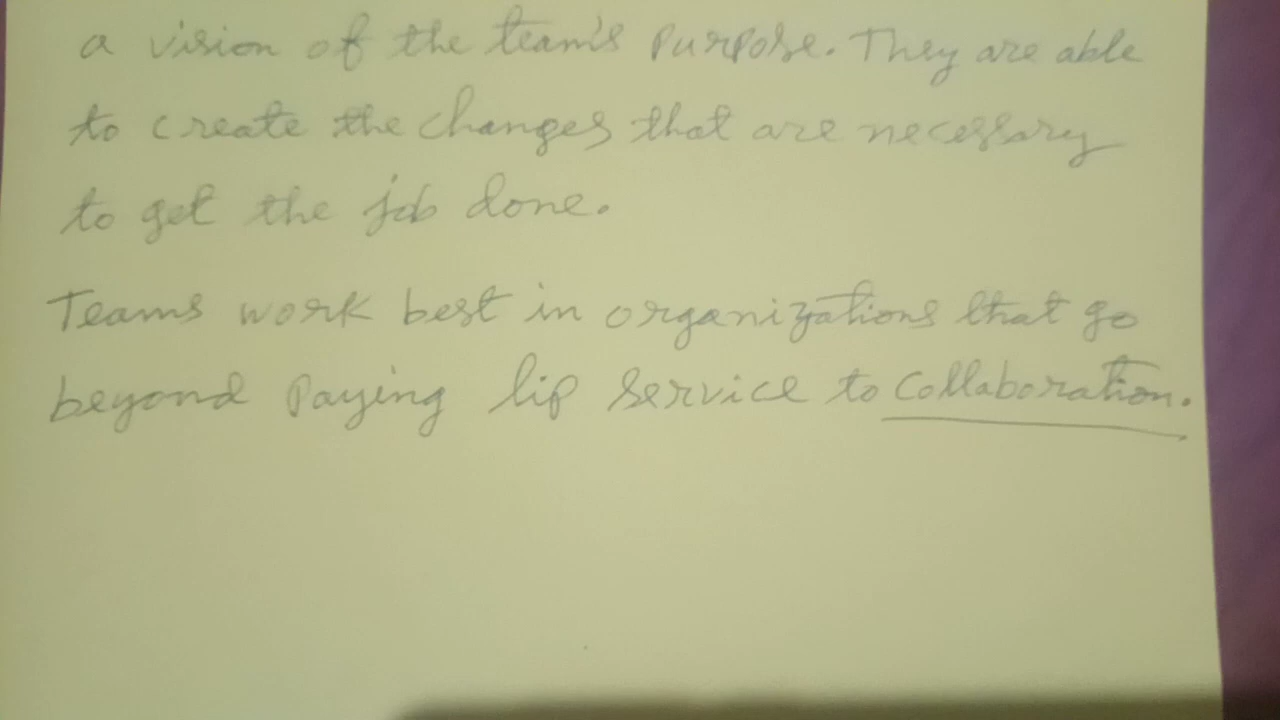 a vision of the team's purpose. They are able
to create the changes that are necessary
to get the job done.
Teams work best in organizations that go
beyond paying lip service to collaboration.